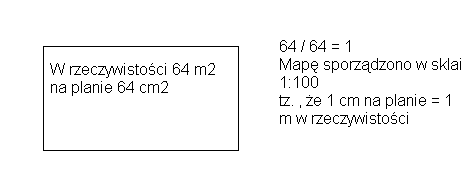 W rzeczywistości 64 m2
na planie 64 cm2
64 / 64 = 1
Mapę sporządzono w sklai
1:100
tz. , że 1 cm na planie = 1
m w rzeczywistości